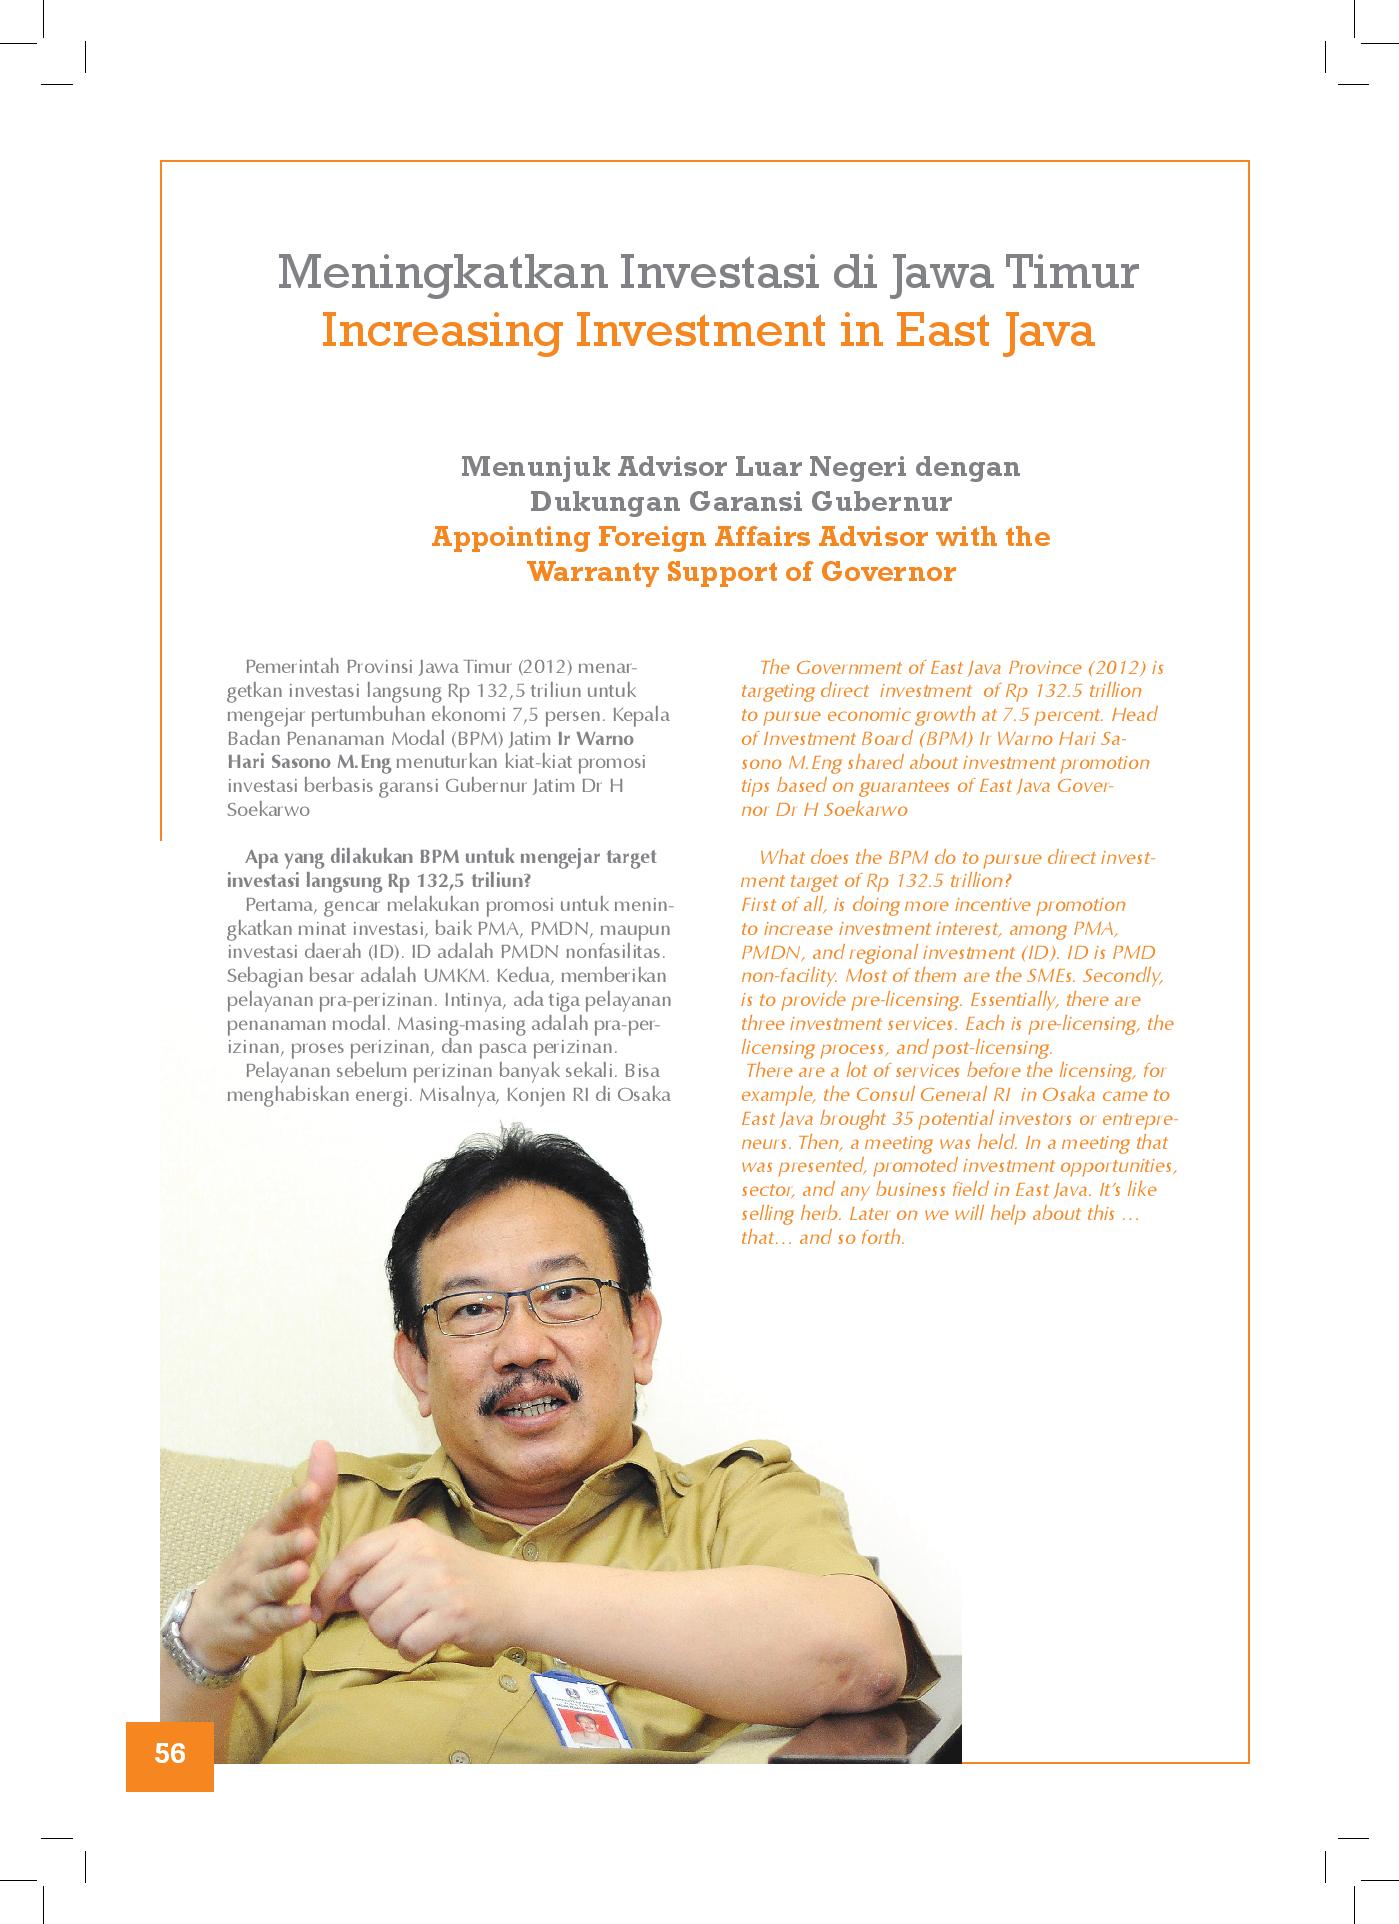 Meningkatkan Investasi di Jawa Timur
Increasing Investment in East Java
Menunjuk Advisor Luar Negeri dengan
Dukungan Garansi Gubernur
Appointing Foreign Affairs Advisor with the
Warranty Support of Governor
Pemerintah Provinsi Jawa Timur (2012) menar-
getkan investasi langsung Rp 132,5 triliun untuk
mengejar pertumbuhan ekonomi 7,5 persen. Kepala
Badan Penanaman Modal (BPM) Jatim Ir Warno
Hari Sasono M.Eng menuturkan kiat-kiat promosi
investasi berbasis garansi Gubernur Jatim Dr H
Soekarwo
Apa yang dilakukan BPM untuk mengejar target
investasi langsung Rp 132,5 triliun?
Pertama, gencar melakukan promosi untuk menin-
gkatkan minat investasi, baik PMA, PMDN, maupun
investasi daerah (ID). ID adalah PMDN nonfasilitas.
Sebagian besar adalah UMKM. Kedua, memberikan
pelayanan pra-perizinan. Intinya, ada tiga pelayanan
penanaman modal. Masing-masing adalah pra-per-
izinan, proses perizinan, dan pasca perizinan.
Pelayanan sebelum perizinan banyak sekali. Bisa
menghabiskan energi. Misalnya, Konjen RI di Osaka
The Government of East Java Province (2012) is
targeting direct investment of Rp 132.5 trillion
to pursue economic growth at 7.5 percent. Head
of Investment Board (BPM) Ir Warno Hari Sa-
sono M.Eng shared about investment promotion
tips based on guarantees of East Java Gover-
nor Dr H Soekarwo
What does the BPM do to pursue direct invest-
ment target of Rp 132.5 trillion?
First of all, is doing more incentive promotion
to increase investment interest, among PMA,
PMDN, and regional investment (ID). ID is PMD
non-facility. Most of them are the SMEs. Secondly,
is to provide pre-licensing. Essentially, there are
three investment services. Each is pre-licensing, the
licensing process, and post-licensing.
There are a lot of services before the licensing, for
example, the Consul General RI in Osaka came to
East Java brought 35 potential investors or entrepre-
neurs. Then, a meeting was held. In a meeting that
was presented, promoted investment opportunities,
sector, and any business field in East Java. It's like
selling herb. Later on we will help about this …
that… and so forth.
56